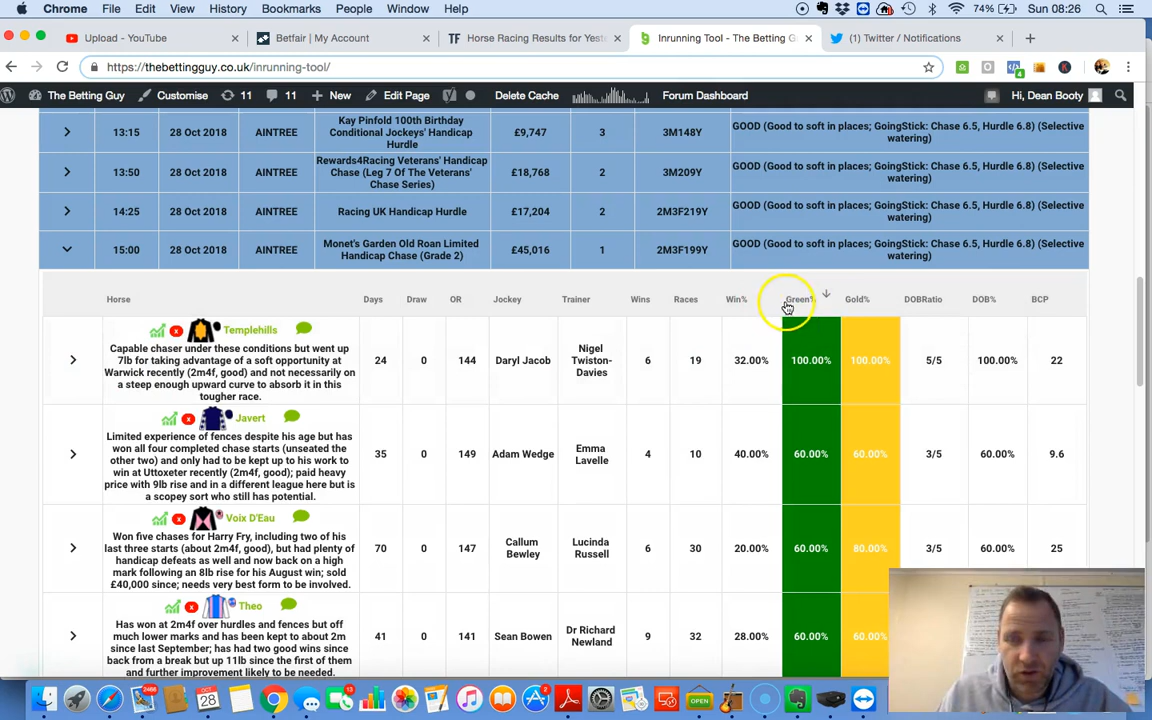 Chrome File Edit View History Bookmarks People Window Help 74% Sun 08:26
Upload - YouTube Betfair | My Account Horse Racing Results for Yest Inrunning Tool - The Betting G (1) Twitter / Notifications
https://thebettingguy.co.uk/inrunning-tool/
The Betting Guy Customise 11 11 New Edit Page Delete Cache Forum Dashboard Hi, Dean Booty
13:15 28 Oct 2018 AINTREE Kay Pinfold 100th Birthday Conditional Jockeys' Handicap Hurdle £9,747 3 3M148Y GOOD (Good to soft in places; GoingStick: Chase 6.5, Hurdle 6.8) (Selective watering)
13:50 28 Oct 2018 AINTREE Rewards4Racing Veterans' Handicap Chase (Leg 7 Of The Veterans' Chase Series) £18,768 2 3M209Y GOOD (Good to soft in places; GoingStick: Chase 6.5, Hurdle 6.8) (Selective watering)
14:25 28 Oct 2018 AINTREE Racing UK Handicap Hurdle £17,204 2 2M3F219Y GOOD (Good to soft in places; GoingStick: Chase 6.5, Hurdle 6.8) (Selective watering)
15:00 28 Oct 2018 AINTREE Monet's Garden Old Roan Limited Handicap Chase (Grade 2) £45,016 1 2M3F199Y GOOD (Good to soft in places; GoingStick: Chase 6.5, Hurdle 6.8) (Selective watering)
Horse Days Draw OR Jockey Trainer Wins Races Win% Green% Gold% DOBRatio DOB% BCP
x Templehills
Capable chaser under these conditions but went up
7lb for taking advantage of a soft opportunity at
Warwick recently (2m4f, good) and not necessarily on
a steep enough upward curve to absorb it in this
tougher race.
24 0 144 Daryl Jacob Nigel Twiston-Davies 6 19 32.00% 100.00% 100.00% 5/5 100.00% 22
x Javert
Limited experience of fences despite his age but has
won all four completed chase starts (unseated the
other two) and only had to be kept up to his work to
win at Uttoxeter recently (2m4f, good); paid heavy
price with 9lb rise and in a different league here but is
a scopey sort who still has potential.
35 0 149 Adam Wedge Emma Lavelle 4 10 40.00% 60.00% 60.00% 3/5 60.00% 9.6
x Voix D'Eau
Won five chases for Harry Fry, including two of his
last three starts (about 2m4f, good), but had plenty of
handicap defeats as well and now back on a high
mark following an 8lb rise for his August win; sold
£40,000 since; needs very best form to be involved.
70 0 147 Callum Bewley Lucinda Russell 6 30 20.00% 60.00% 80.00% 3/5 60.00% 25
x Theo
Has won at 2m4f over hurdles and fences but off
much lower marks and has been kept to about 2m
since last September; has had two good wins since
back from a break but up 11lb since the first of them
and further improvement likely to be needed.
41 0 141 Sean Bowen Dr Richard Newland 9 32 28.00% 60.00% 60.00%